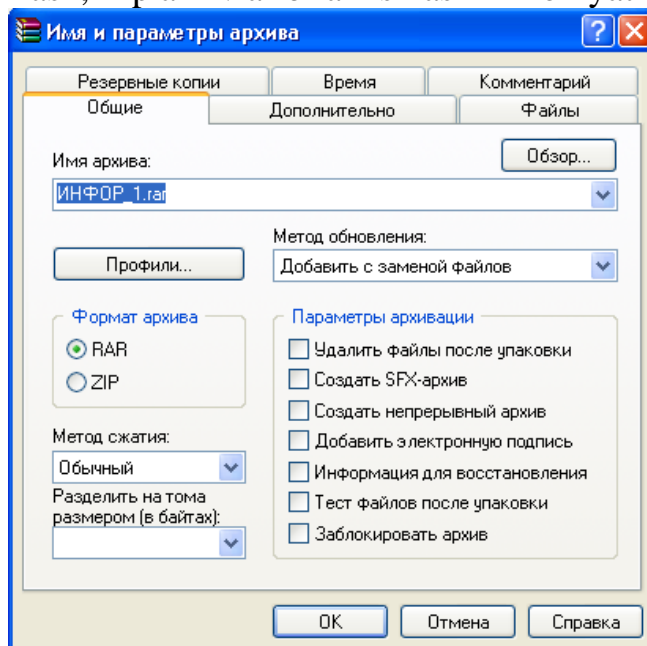 Имя и параметры архива
Резервные копии Время Комментарий
Общие Дополнительно Файлы
Имя архива: Обзор...
ИНФОР_1.rar
Метод обновления:
Профили... Добавить с заменой файлов
Формат архива Параметры архивации
RAR Удалить файлы после упаковки
ZIP Создать SFX-архив
Создать непрерывный архив
Метод сжатия: Добавить электронную подпись
Обычный Информация для восстановления
Разделить на тома Тест файлов после упаковки
размером (в байтах):
Заблокировать архив
OK Отмена Справка